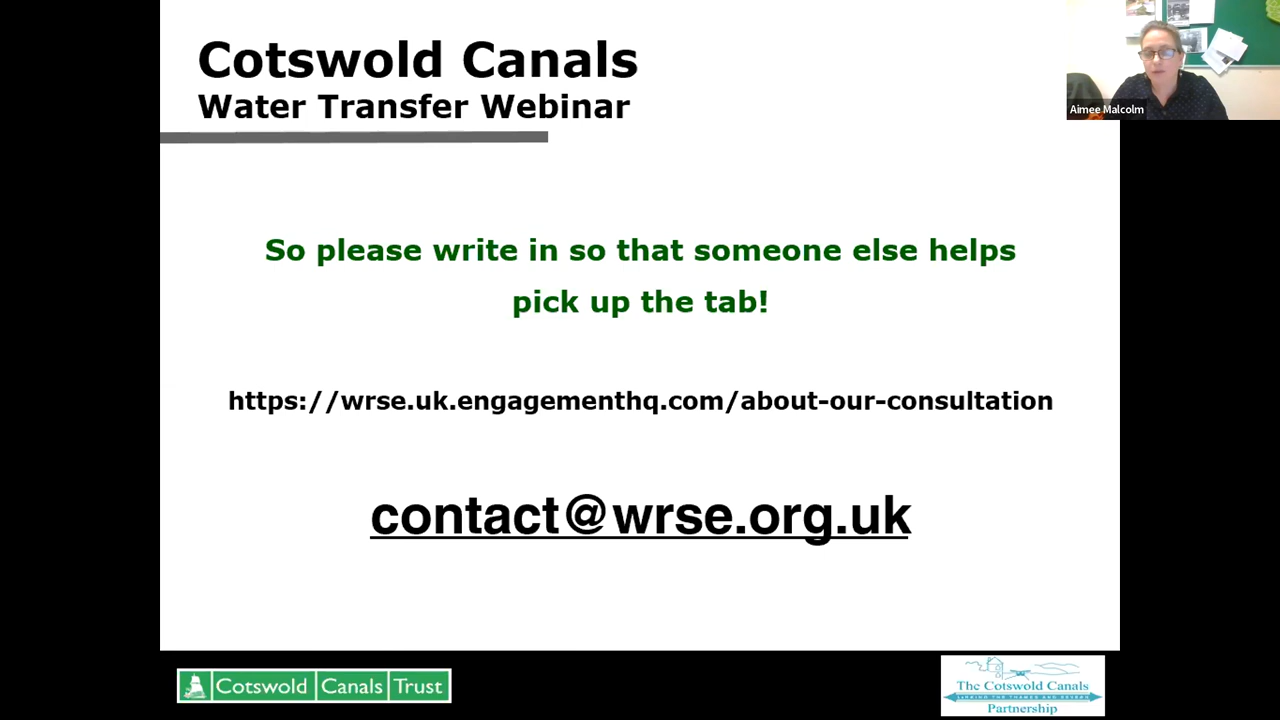 Cotswold Canals
Water Transfer Webinar
Aimee Malcolm
So please write in so that someone else helps
pick up the tab!
https://wrse.uk.engagementhq.com/about-our-consultation
contact@wrse.org.uk
Cotswold Canals Trust
The Cotswold Canals
Partnership